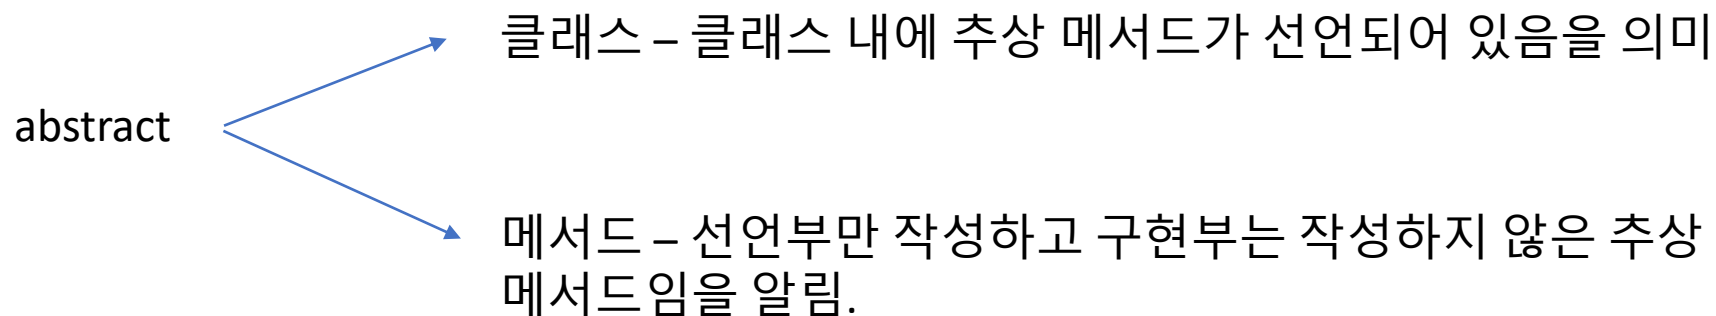 클래스 – 클래스 내에 추상 메서드가 선언되어 있음을 의미
abstract
메서드 – 선언부만 작성하고 구현부는 작성하지 않은 추상
메서드임을 알림.